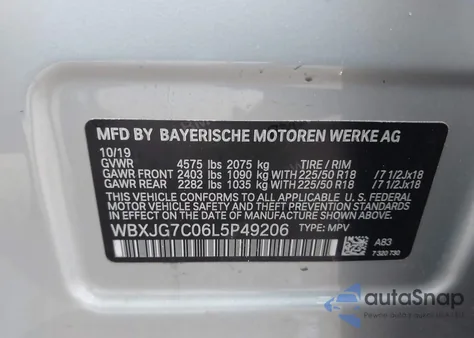 MFD BY BAYERISCHE MOTOREN WERKE AG
10/19
GVWR 4575 lbs 2075 kg TIRE / RIM
GAWR FRONT 2403 lbs 1090 kg WITH 225/50 R18 /7 1/2Jx18
GAWR REAR 2282 lbs 1035 kg WITH 225/50 R18 /7 1/2Jx18
THIS VEHICLE CONFORMS TO ALL APPLICABLE
U.S. FEDERAL MOTOR VEHICLE SAFETY, BUMPER,
AND THEFT PREVENTION STANDARDS IN EFFECT ON
THE DATE OF MANUFACTURE SHOWN ABOVE.
WBXJG7C06L5P49206 TYPE: MPV
AB3
7 320 730
autoSnap